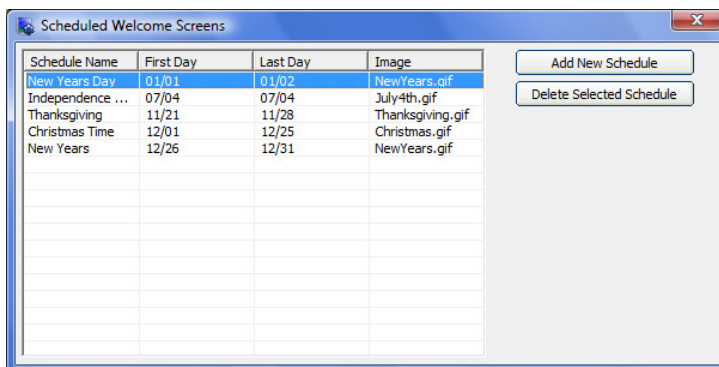 Scheduled Welcome Screens
Schedule Name First Day Last Day Image
New Years Day 01/01 01/02 NewYears.gif
Independence ... 07/04 07/04 July4th.gif
Thanksgiving 11/21 11/28 Thanksgiving.gif
Christmas Time 12/01 12/25 Christmas.gif
New Years 12/26 12/31 NewYears.gif
Add New Schedule
Delete Selected Schedule